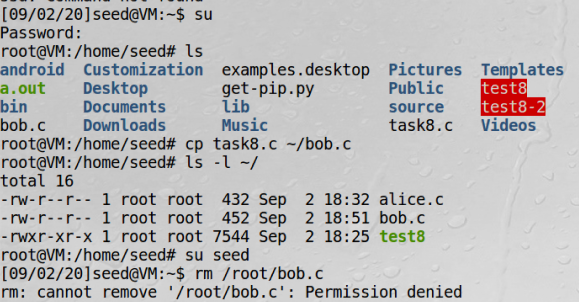 [09/02/20]seed@VM:~$ su
Password:
root@VM:/home/seed# ls
android Customization examples.desktop Pictures Templates
a.out Desktop get-pip.py Public test8
bin Documents lib source test8-2
bob.c Downloads Music task8.c Videos
root@VM:/home/seed# cp task8.c ~/bob.c
root@VM:/home/seed# ls -l ~/
total 16
-rw-r--r-- 1 root root 432 Sep 2 18:32 alice.c
-rw-r--r-- 1 root root 452 Sep 2 18:51 bob.c
-rwxr-xr-x 1 root root 7544 Sep 2 18:25 test8
root@VM:/home/seed# su seed
[09/02/20]seed@VM:~$ rm /root/bob.c
rm: cannot remove '/root/bob.c': Permission denied